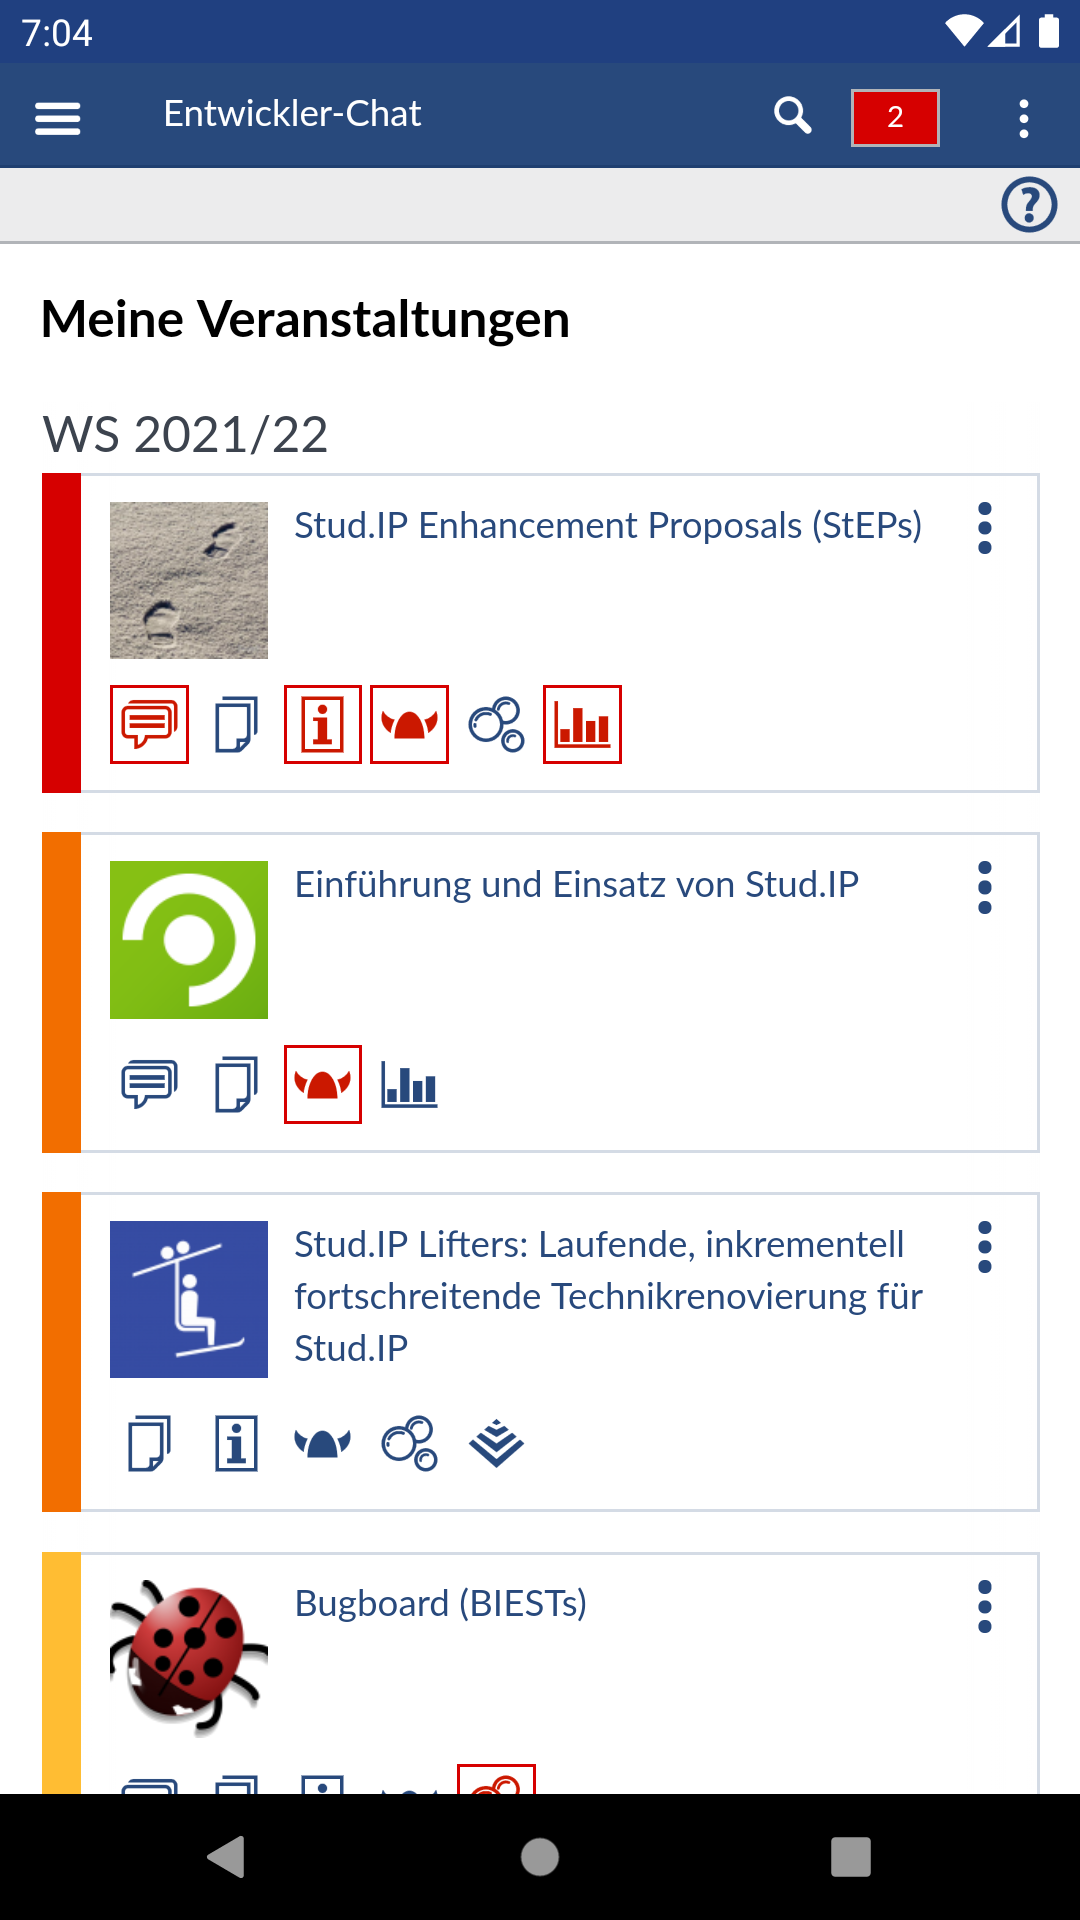 7:04
Entwickler-Chat
2
Meine Veranstaltungen
WS 2021/22
Stud.IP Enhancement Proposals (StEPs)
Einführung und Einsatz von Stud.IP
Stud.IP Lifters: Laufende, inkrementell
fortschreitende Technikrenovierung für
Stud.IP
Bugboard (BIESTs)